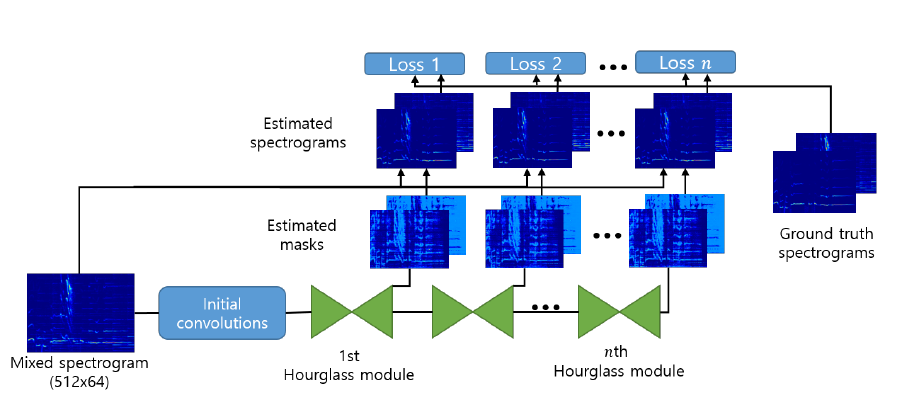 Loss 1
Loss 2
Loss n
Estimated
spectrograms
Estimated
masks
Ground truth
spectrograms
Initial
convolutions
Mixed spectrogram
(512x64)
1st
Hourglass module
nth
Hourglass module